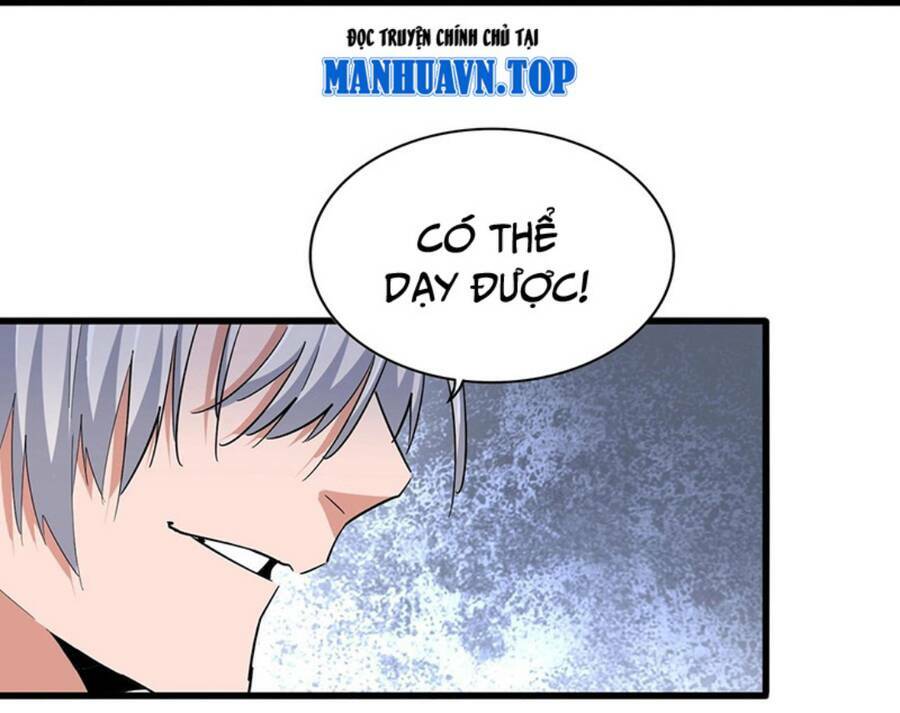 ĐỌC TRUYỆN CHÍNH CHỦ TẠI
MANHUAVN.TOP
CÓ THỂ
DẠY ĐƯỢC!